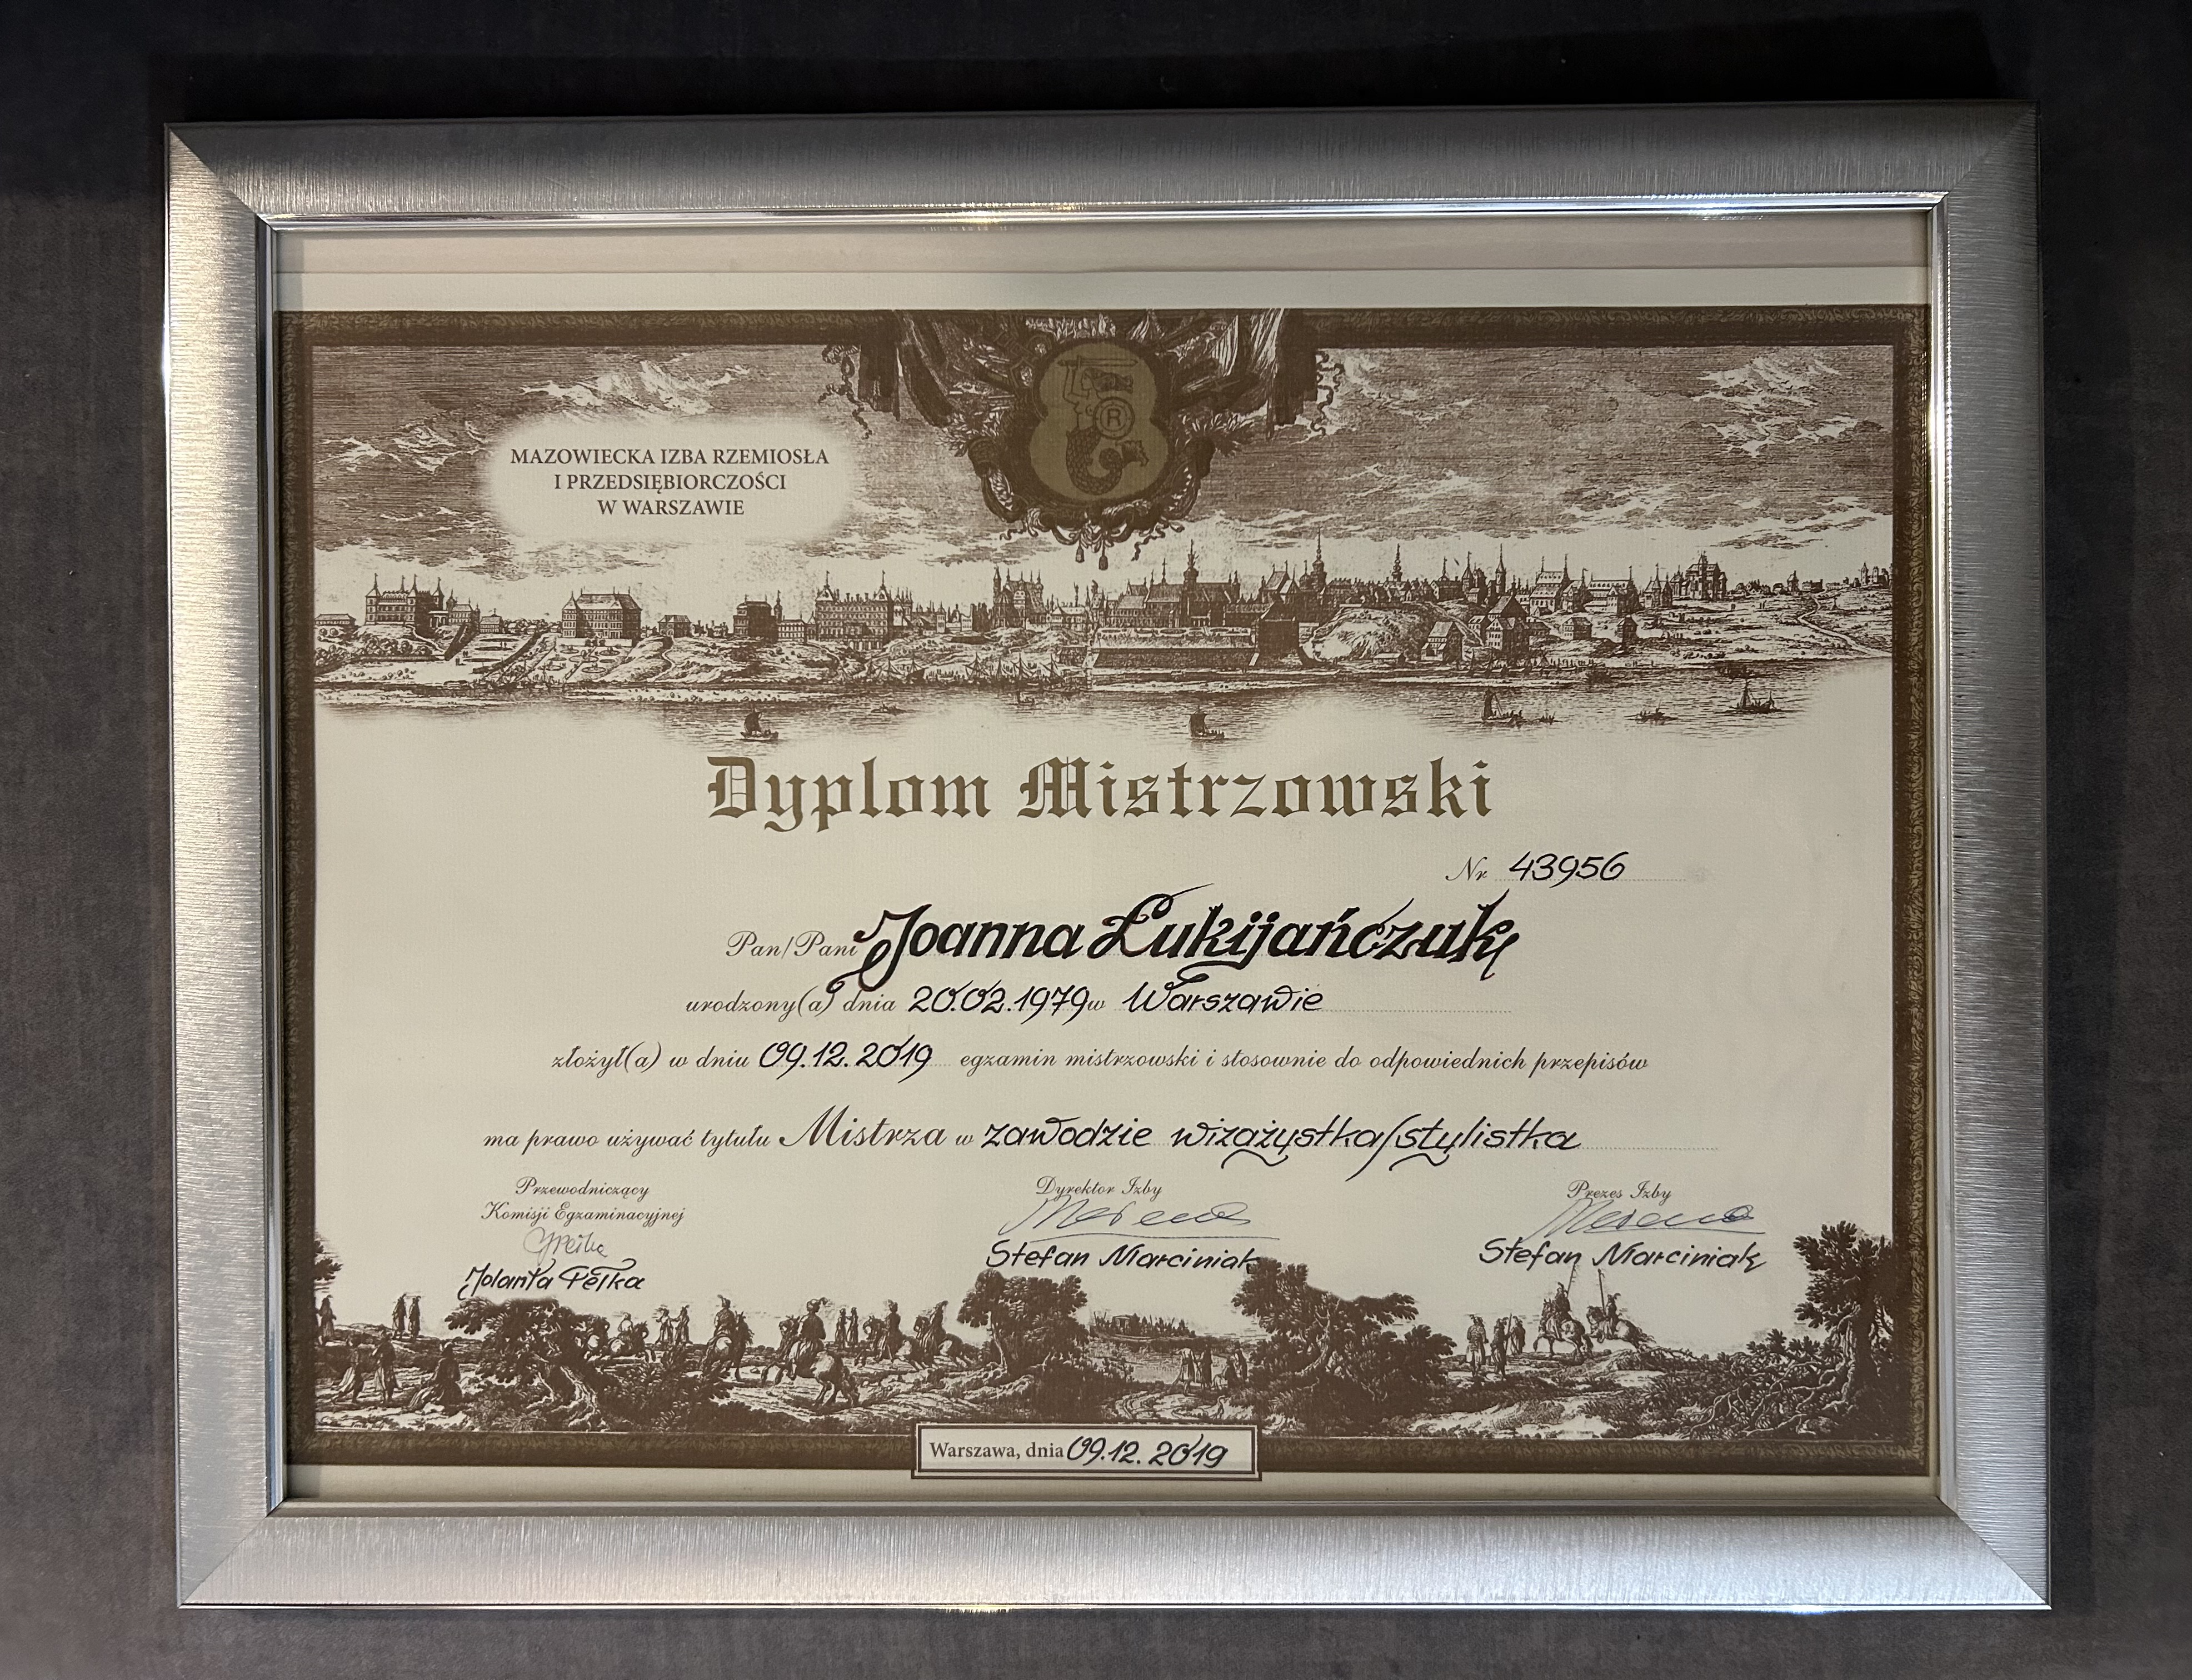 MAZOWIECKA IZBA RZEMIOSŁA
I PRZEDSIĘBIORCZOŚCI
W WARSZAWIE
R
Dyplom Mistrzowski
Nr 43956
Pan/Pani Joanna Łukijańczuk
urodzony(a) dnia 20.02.1979 w Warszawie
złożył(a) w dniu 09.12.2019 egzamin mistrzowski i stosownie do odpowiednich przepisów
ma prawo używać tytułu Mistrza w zawodzie wizażystka/stylistka
Przewodniczący
Komisji Egzaminacyjnej
Jolanta Pełka
Dyrektor Izby
Stefan Marciniak
Prezes Izby
Stefan Marciniak
Warszawa, dnia 09.12.2019